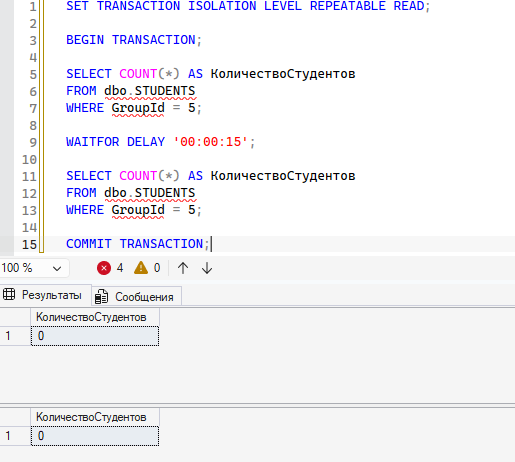 1 SET TRANSACTION ISOLATION LEVEL REPEATABLE READ;
2
3 BEGIN TRANSACTION;
4
5 SELECT COUNT(*) AS КоличествоСтудентов
6 FROM dbo.STUDENTS
7 WHERE GroupId = 5;
8
9 WAITFOR DELAY '00:00:15';
10
11 SELECT COUNT(*) AS КоличествоСтудентов
12 FROM dbo.STUDENTS
13 WHERE GroupId = 5;
14
15 COMMIT TRANSACTION;
100 % 4 0
Результаты Сообщения
КоличествоСтудентов
1 0
КоличествоСтудентов
1 0